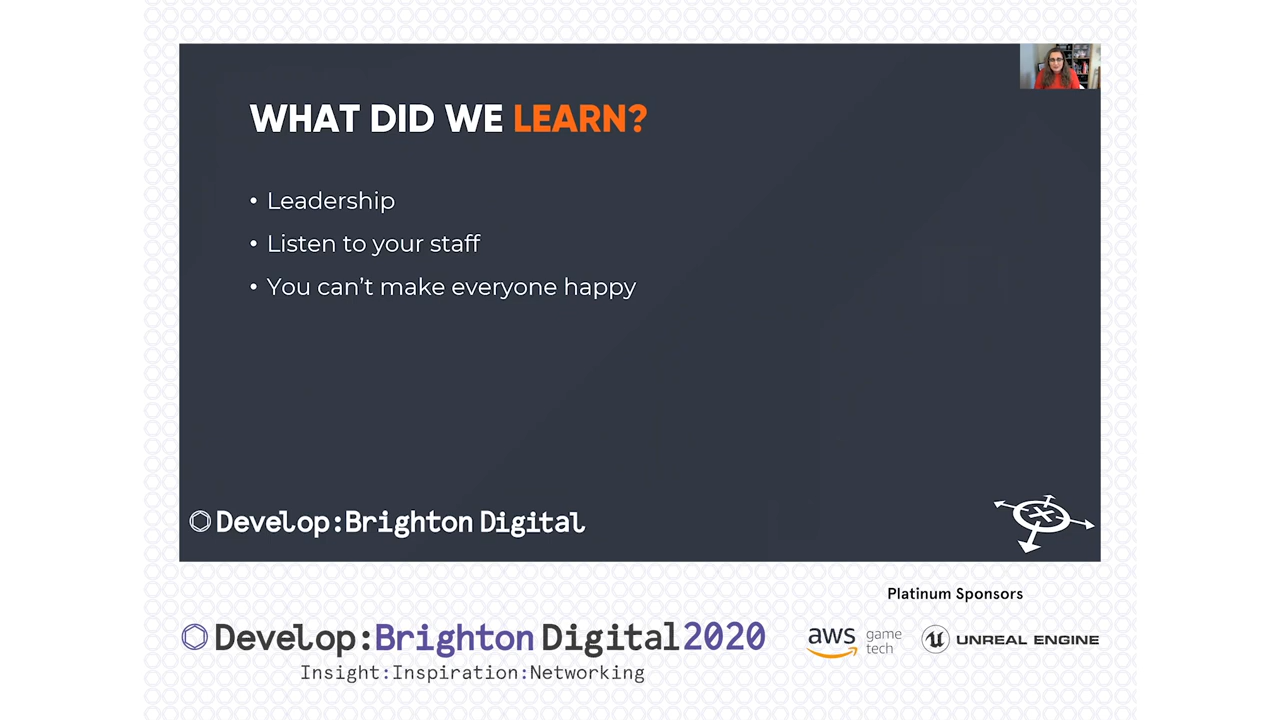 WHAT DID WE LEARN?
• Leadership
• Listen to your staff
• You can't make everyone happy
Develop:Brighton Digital
Platinum Sponsors
Develop:Brighton Digital 2020
Insight:Inspiration:Networking
aws game tech
UNREAL ENGINE